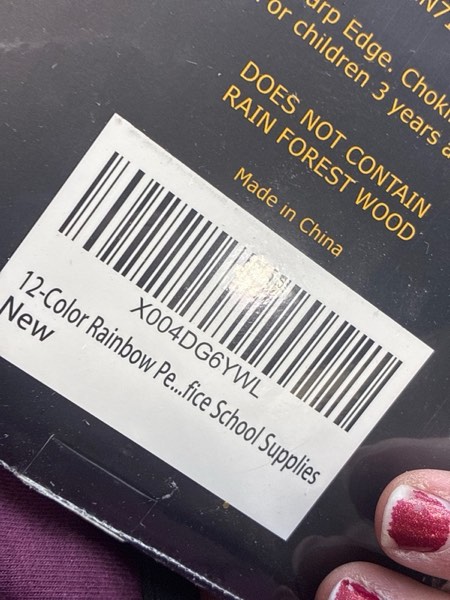 arp Edge. Choki
or children 3 years a
DOES NOT CONTAIN
RAIN FOREST WOOD
Made in China
X004DG6YWL
12-Color Rainbow Pe...fice School Supplies
New